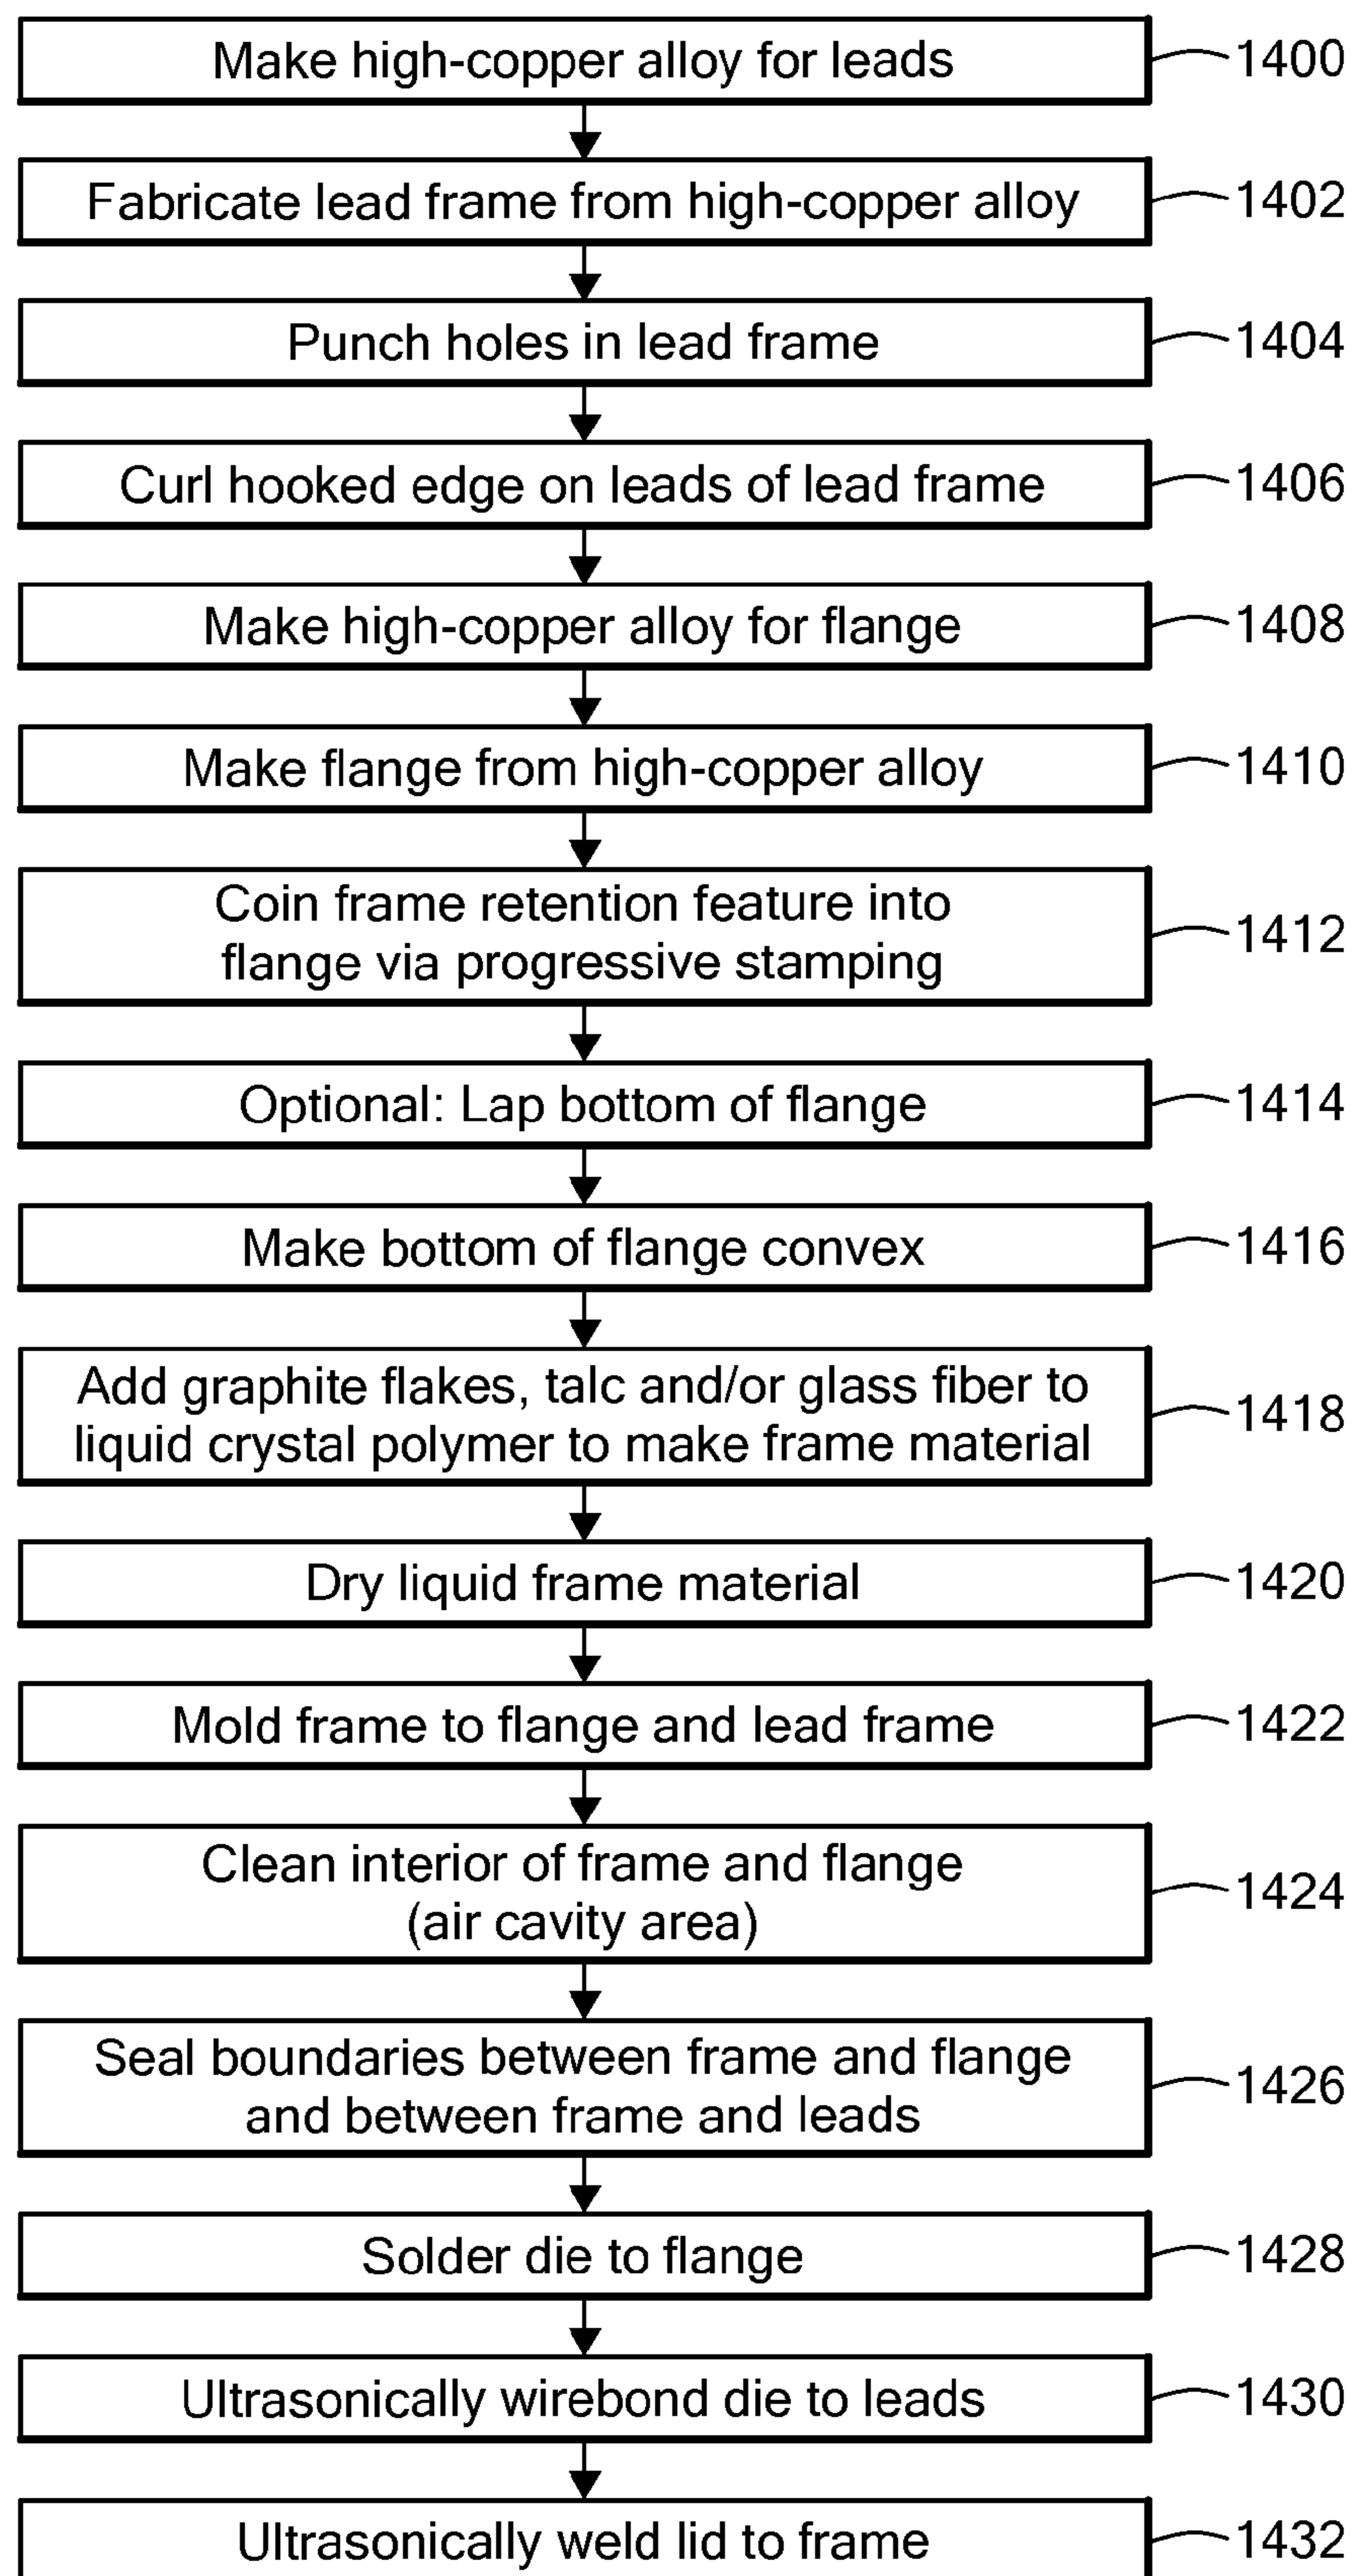 Make high-copper alloy for leads
1400
Fabricate lead frame from high-copper alloy
1402
Punch holes in lead frame
1404
Curl hooked edge on leads of lead frame
1406
Make high-copper alloy for flange
1408
Make flange from high-copper alloy
1410
Coin frame retention feature into
flange via progressive stamping
1412
Optional: Lap bottom of flange
1414
Make bottom of flange convex
1416
Add graphite flakes, talc and/or glass fiber to
liquid crystal polymer to make frame material
1418
Dry liquid frame material
1420
Mold frame to flange and lead frame
1422
Clean interior of frame and flange
(air cavity area)
1424
Seal boundaries between frame and flange
and between frame and leads
1426
Solder die to flange
1428
Ultrasonically wirebond die to leads
1430
Ultrasonically weld lid to frame
1432